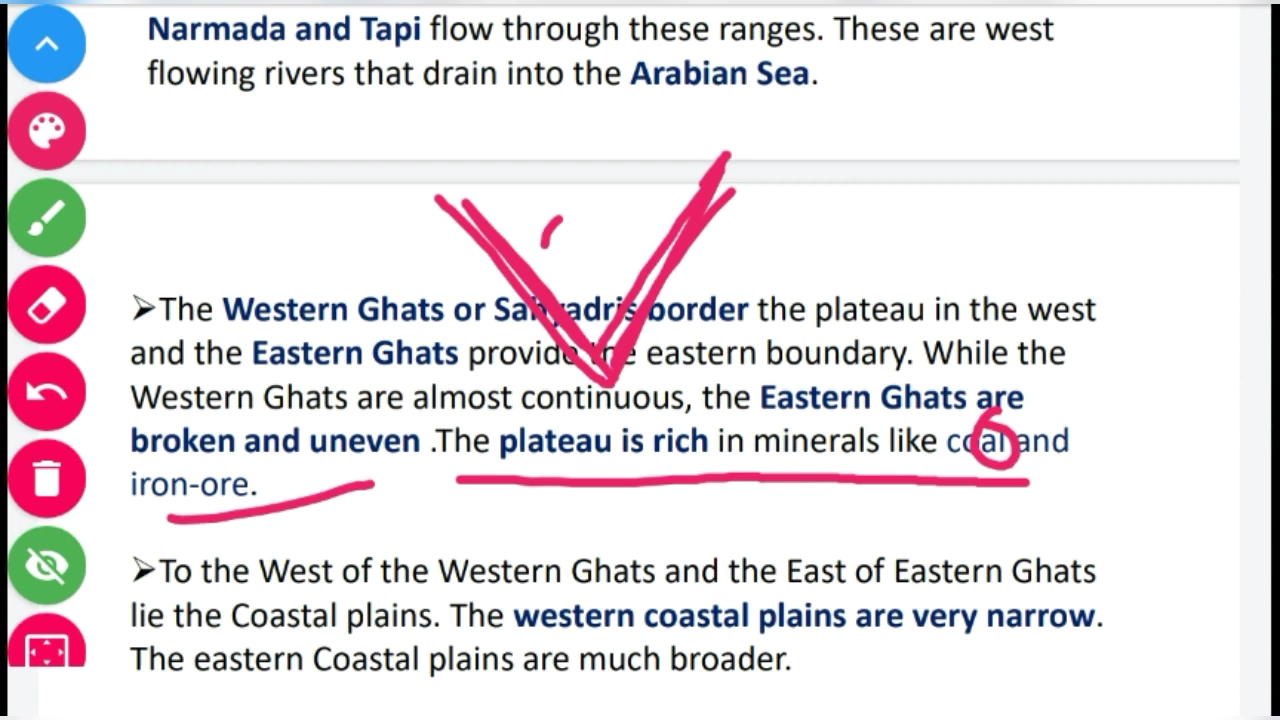 Narmada and Tapi flow through these ranges. These are west
flowing rivers that drain into the Arabian Sea.
➢The Western Ghats or Sahyadris border the plateau in the west
and the Eastern Ghats provide the eastern boundary. While the
Western Ghats are almost continuous, the Eastern Ghats are
broken and uneven .The plateau is rich in minerals like coal and
iron-ore.
➢To the West of the Western Ghats and the East of Eastern Ghats
lie the Coastal plains. The western coastal plains are very narrow.
The eastern Coastal plains are much broader.